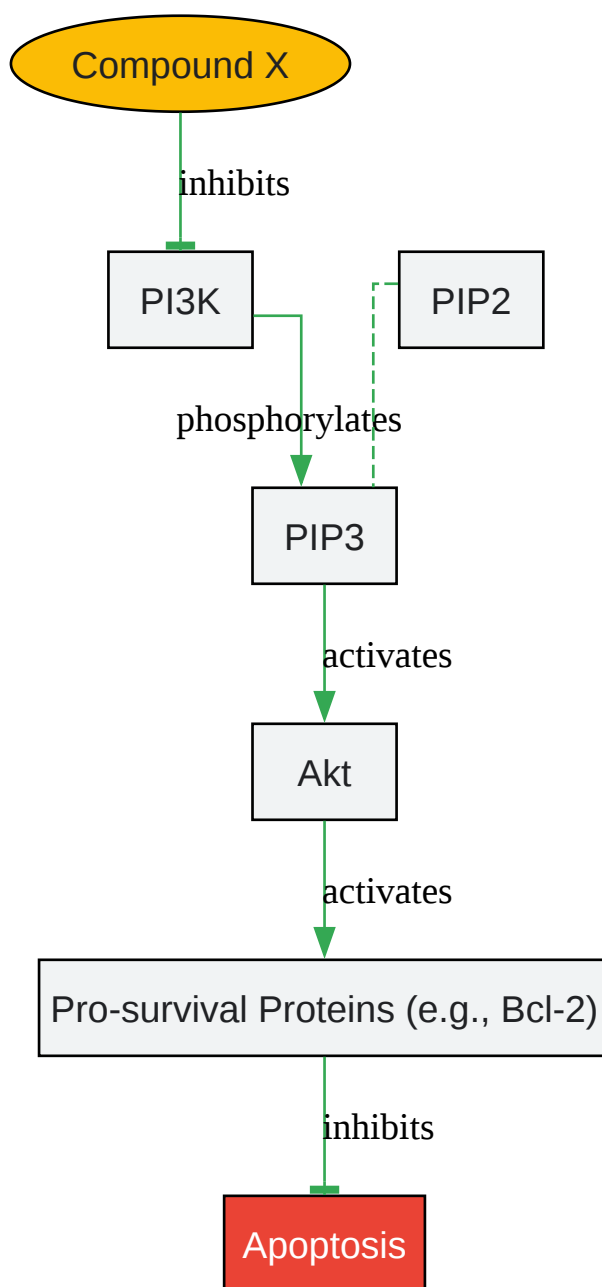 Compound X
inhibits
PI3K
PIP2
phosphorylates
PIP3
activates
Akt
activates
Pro-survival Proteins (e.g., Bcl-2)
inhibits
Apoptosis